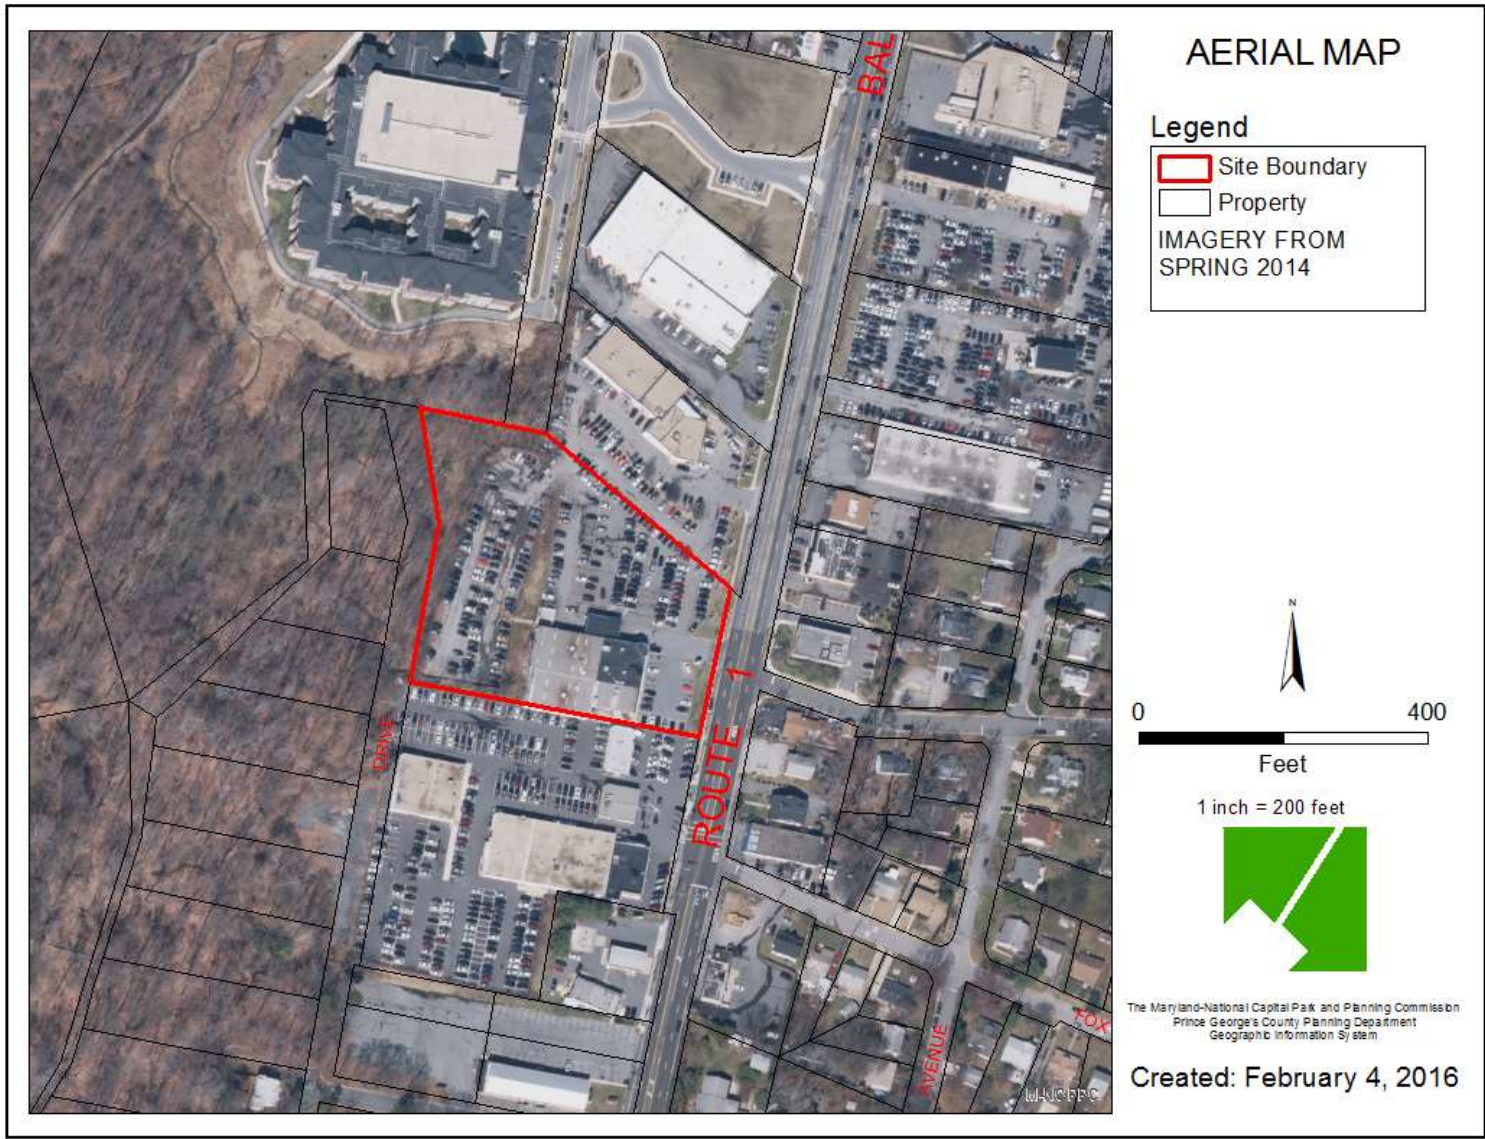 AERIAL MAP
Legend
Site Boundary
Property
IMAGERY FROM
SPRING 2014
N
0 400
Feet
1 inch = 200 feet
The Maryland-National Capital Park and Planning Commission
Prince George's County Planning Department
Geographic Information System
Created: February 4, 2016
BAL
ROUTE 1
DRIVE
AVENUE
FOX
M-NCPPC